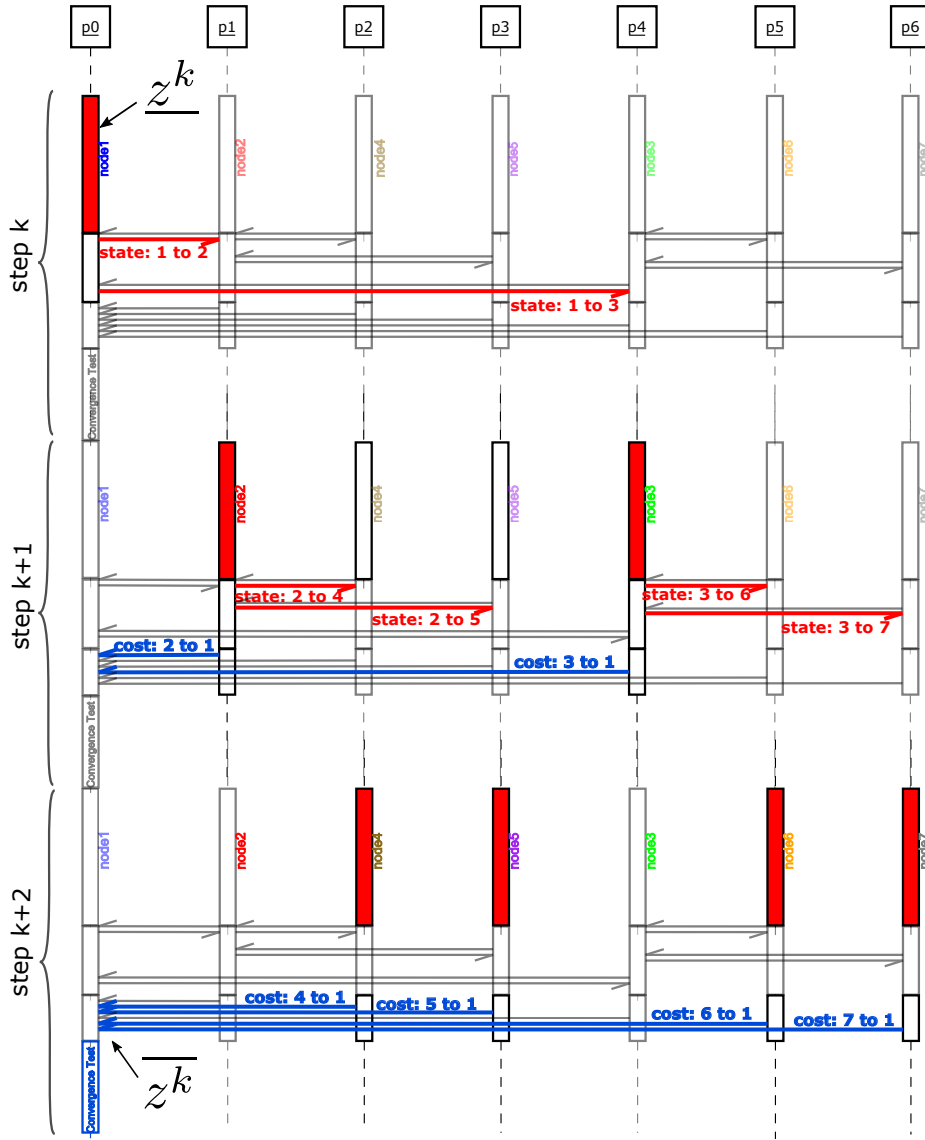 p0 p1 p2 p3 p4 p5 p6
z^k
step k
node1 node2 node4 node5 node3 node6 node7
state: 1 to 2
state: 1 to 3
Convergence Test
step k+1
node1 node2 node4 node5 node3 node6 node7
state: 2 to 4 state: 3 to 6
state: 2 to 5 state: 3 to 7
cost: 2 to 1 cost: 3 to 1
Convergence Test
step k+2
node1 node2 node4 node5 node3 node6 node7
cost: 4 to 1 cost: 5 to 1 cost: 6 to 1 cost: 7 to 1
z^k
Convergence Test